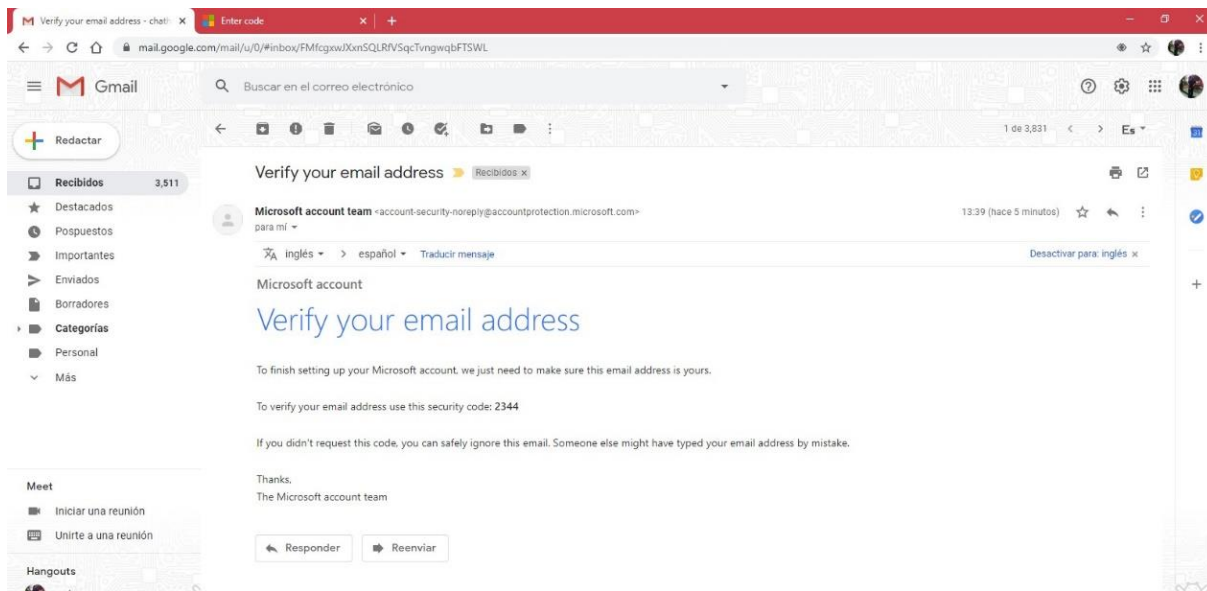 Verify your email address - chath
Enter code
mail.google.com/mail/u/0/#inbox/FMfcgxwJXxnSQLRfVSqcTvngwqbFTSWL
Gmail
Buscar en el correo electrónico
Redactar
1 de 3,831
Es
Recibidos 3,511
Destacados
Pospuestos
Importantes
Enviados
Borradores
Categorías
Personal
Más
Meet
Iniciar una reunión
Unirte a una reunión
Hangouts
Verify your email address Recibidos x
Microsoft account team <account-security-noreply@accountprotection.microsoft.com> 13:39 (hace 5 minutos)
para mí
inglés > español Traducir mensaje Desactivar para: inglés x
Microsoft account
Verify your email address
To finish setting up your Microsoft account, we just need to make sure this email address is yours.
To verify your email address use this security code: 2344
If you didn't request this code, you can safely ignore this email. Someone else might have typed your email address by mistake.
Thanks,
The Microsoft account team
Responder Reenviar
31